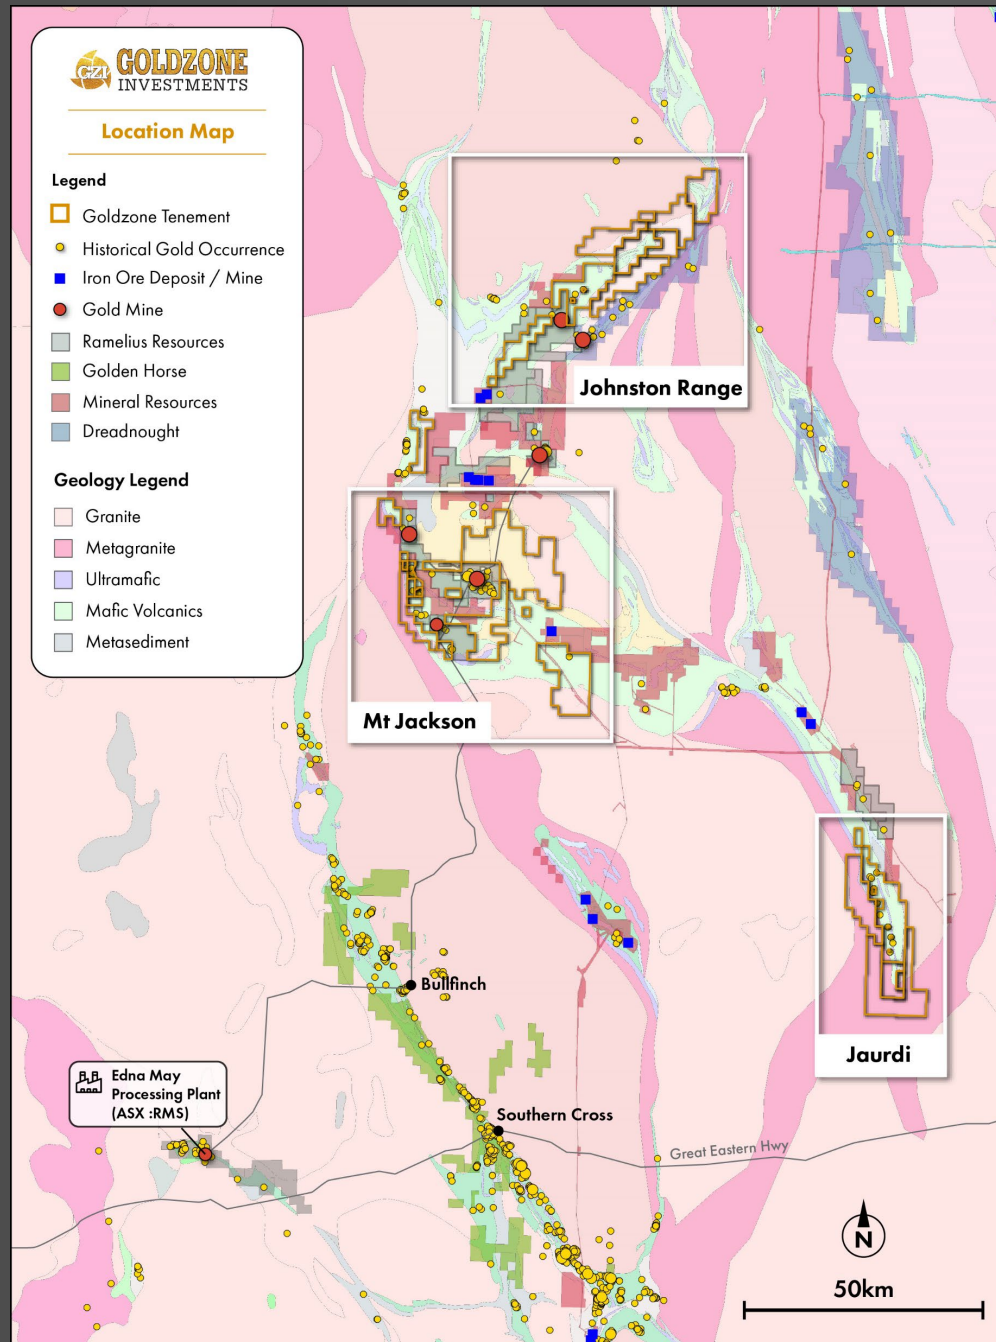 GZI GOLDZONE
INVESTMENTS
Location Map
Legend
Goldzone Tenement
Historical Gold Occurrence
Iron Ore Deposit / Mine
Gold Mine
Ramelius Resources
Golden Horse
Mineral Resources
Dreadnought
Geology Legend
Granite
Metagranite
Ultramafic
Mafic Volcanics
Metasediment
Johnston Range
Mt Jackson
Jaurdi
Bullfinch
Edna May
Processing Plant
(ASX :RMS)
Southern Cross
Great Eastern Hwy
N
50km